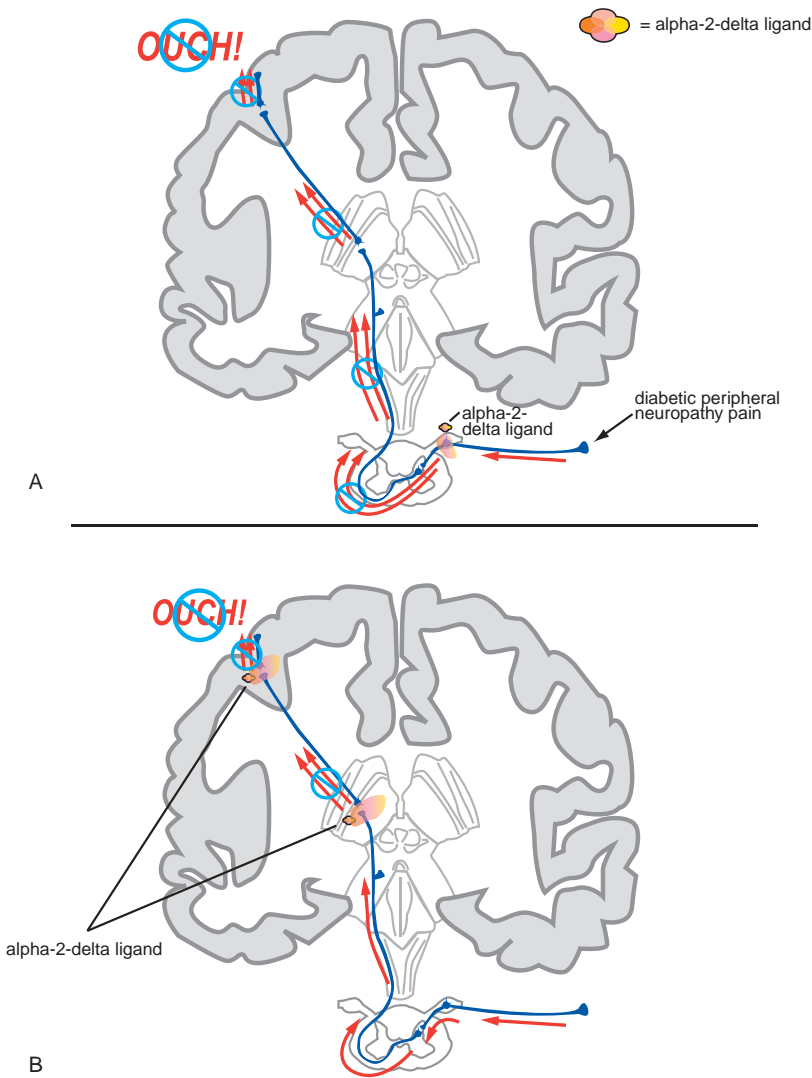 OUCH!
= alpha-2-delta ligand
alpha-2-
delta ligand
diabetic peripheral
neuropathy pain
A
OUCH!
alpha-2-delta ligand
B